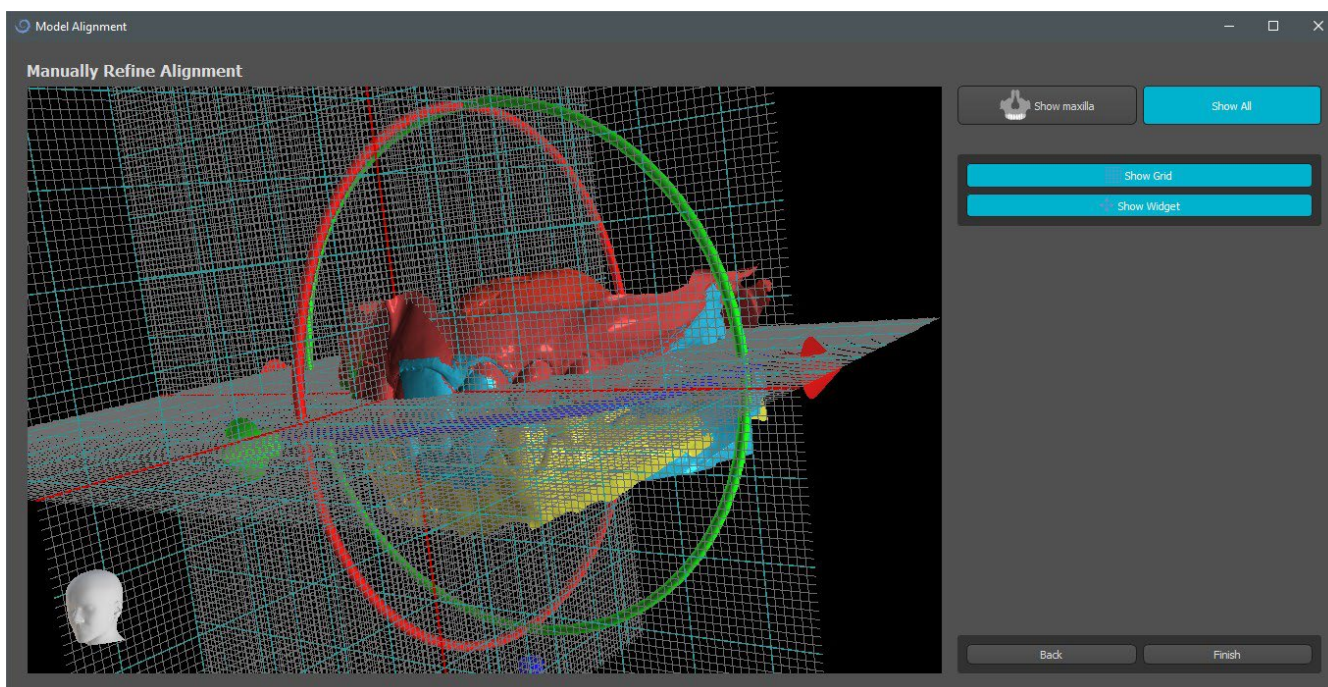 Model Alignment
Manually Refine Alignment
Show maxilla
Show All
Show Grid
Show Widget
Back
Finish